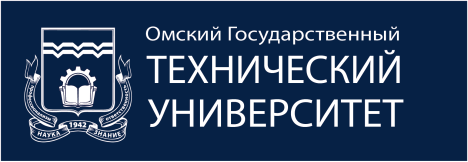 Омский Государственный
ТЕХНИЧЕСКИЙ
УНИВЕРСИТЕТ
1942
НАУКА ЗНАНИЕ